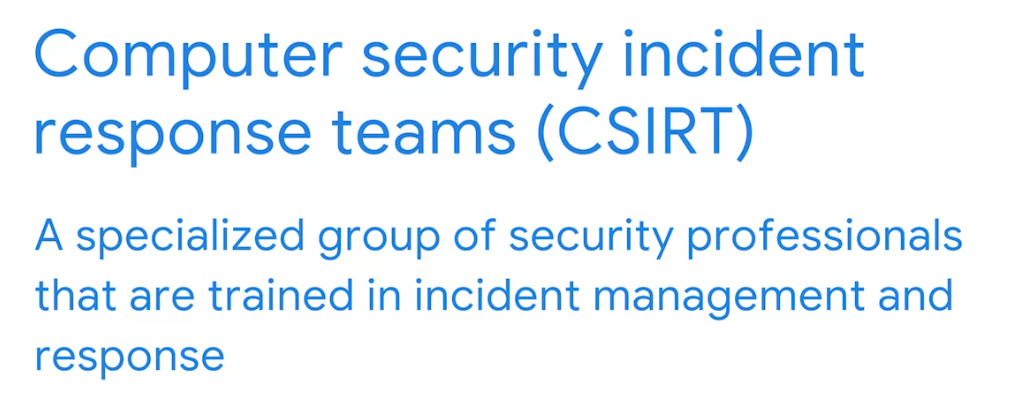 Computer security incident
response teams (CSIRT)
A specialized group of security professionals
that are trained in incident management and
response